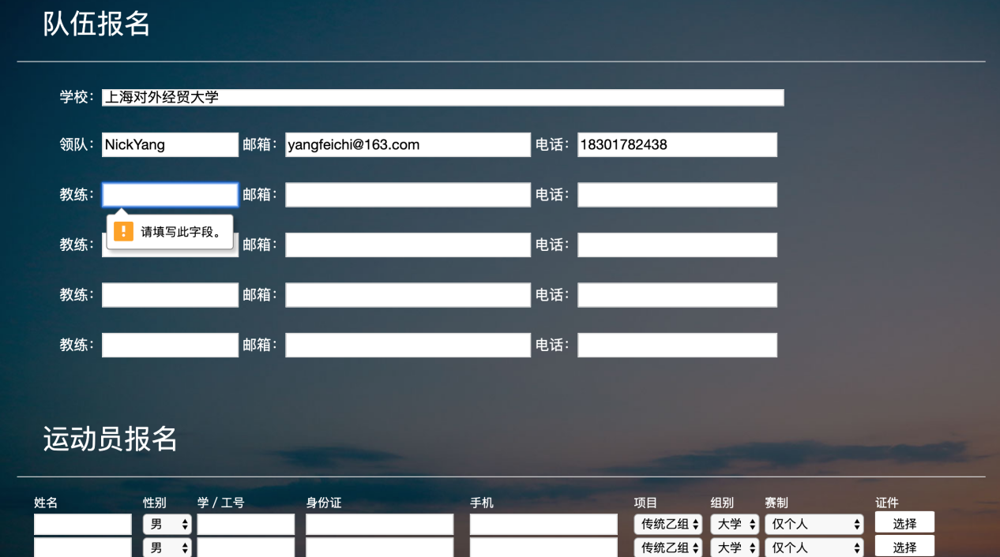 队伍报名
学校： 上海对外经贸大学
领队： NickYang 邮箱： yangfeichi@163.com 电话： 18301782438
教练： 邮箱： 电话：
! 请填写此字段。
教练： 邮箱： 电话：
教练： 邮箱： 电话：
教练： 邮箱： 电话：
运动员报名
姓名 性别 学 / 工号 身份证 手机 项目 组别 赛制 证件
男 传统乙组 大学 仅个人 选择
男 传统乙组 大学 仅个人 选择